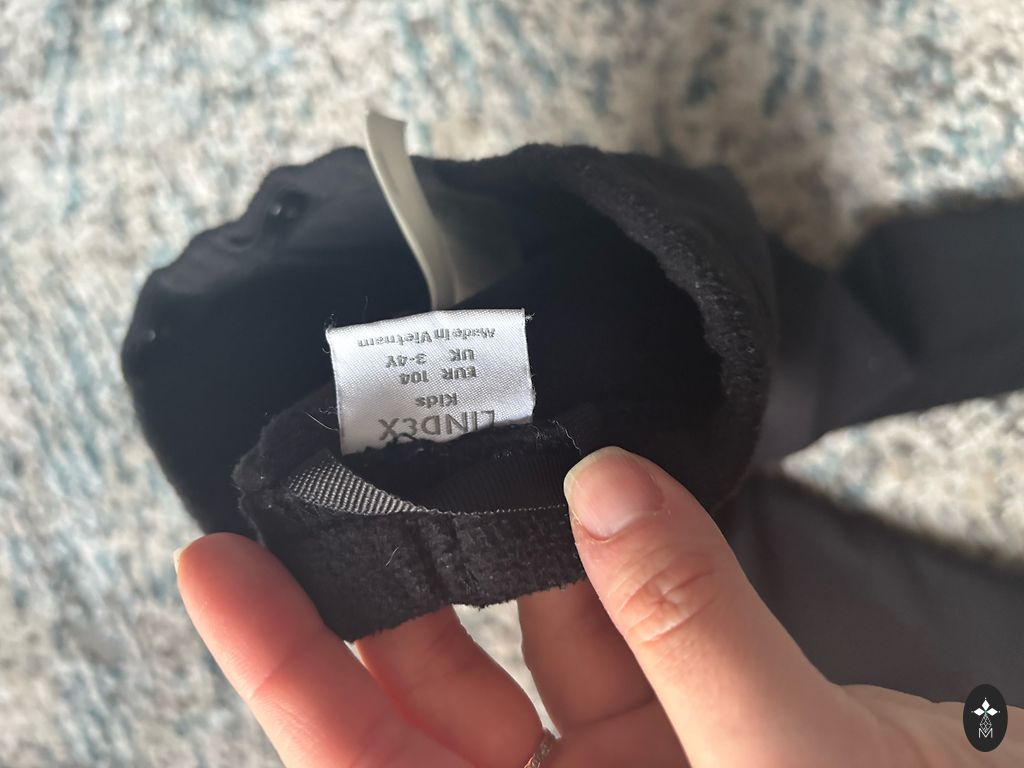 LINDEX
Kids
EUR 104
UK 3-4Y
Made in Vietnam
M